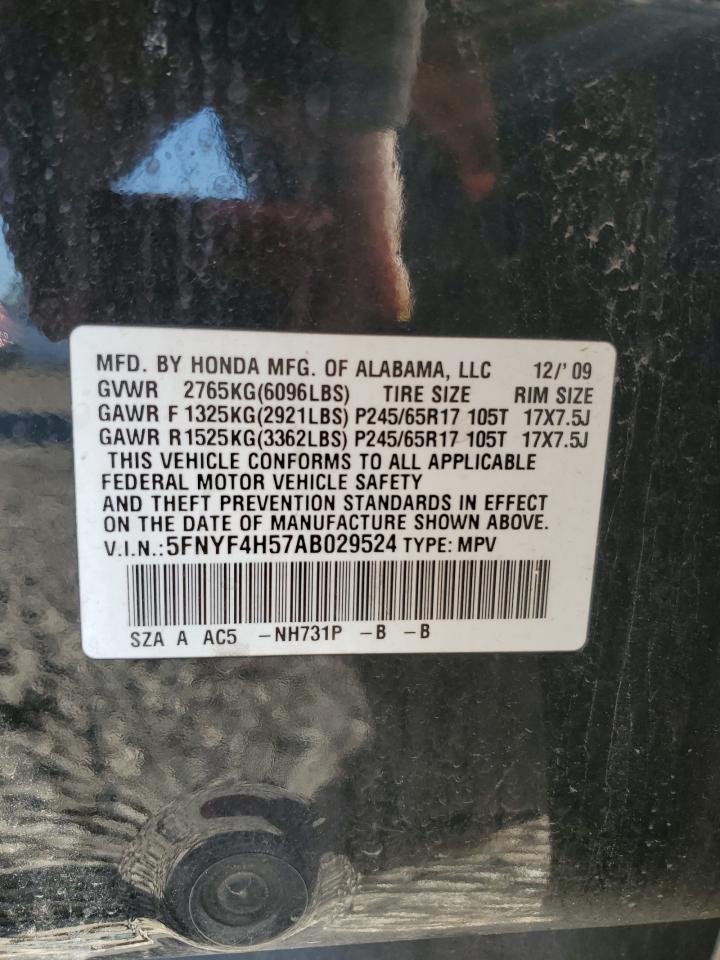 MFD. BY HONDA MFG. OF ALABAMA, LLC 12/'09
GVWR 2765KG(6096LBS) TIRE SIZE RIM SIZE
GAWR F 1325KG(2921LBS) P245/65R17 105T 17X7.5J
GAWR R1525KG(3362LBS) P245/65R17 105T 17X7.5J
THIS VEHICLE CONFORMS TO ALL APPLICABLE
FEDERAL MOTOR VEHICLE SAFETY
AND THEFT PREVENTION STANDARDS IN EFFECT
ON THE DATE OF MANUFACTURE SHOWN ABOVE.
V.I.N.:5FNYF4H57AB029524 TYPE: MPV
SZA A AC5 -NH731P -B -B